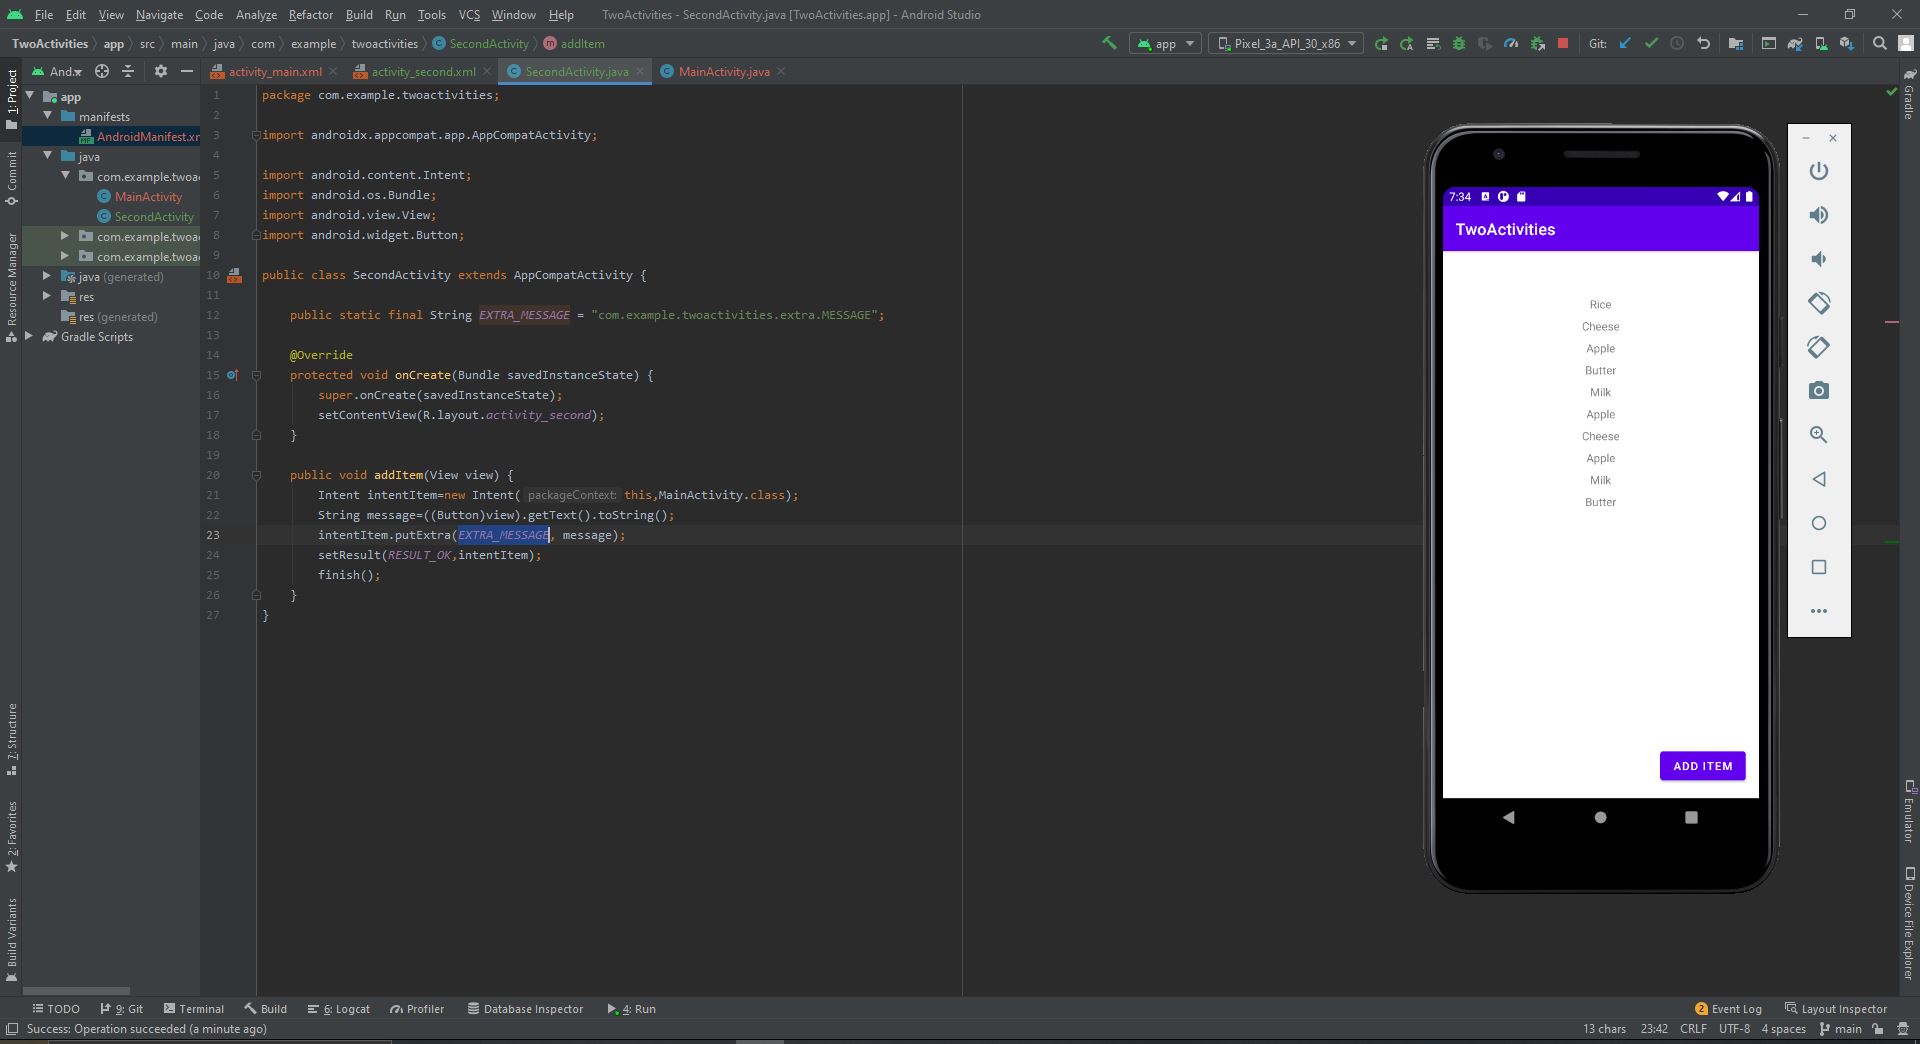 File Edit View Navigate Code Analyze Refactor Build Run Tools VCS Window Help TwoActivities - SecondActivity.java [TwoActivities.app] - Android Studio
TwoActivities app src main java com example twoactivities SecondActivity addItem app Pixel_3a_API_30_x86 Git:
And... activity_main.xml activity_second.xml SecondActivity.java MainActivity.java
1: Project
Commit
Resource Manager
7: Structure
2: Favorites
Build Variants
app
manifests
AndroidManifest.xm
java
com.example.twoa
MainActivity
SecondActivity
com.example.twoa
com.example.twoa
java (generated)
res
res (generated)
Gradle Scripts
1 package com.example.twoactivities;
2
3 import androidx.appcompat.app.AppCompatActivity;
4
5 import android.content.Intent;
6 import android.os.Bundle;
7 import android.view.View;
8 import android.widget.Button;
9
10 public class SecondActivity extends AppCompatActivity {
11
12 public static final String EXTRA_MESSAGE = "com.example.twoactivities.extra.MESSAGE";
13
14 @Override
15 protected void onCreate(Bundle savedInstanceState) {
16 super.onCreate(savedInstanceState);
17 setContentView(R.layout.activity_second);
18 }
19
20 public void addItem(View view) {
21 Intent intentItem=new Intent( packageContext: this,MainActivity.class);
22 String message=((Button)view).getText().toString();
23 intentItem.putExtra(EXTRA_MESSAGE, message);
24 setResult(RESULT_OK,intentItem);
25 finish();
26 }
27 }
7:34
TwoActivities
Rice
Cheese
Apple
Butter
Milk
Apple
Cheese
Apple
Milk
Butter
ADD ITEM
Gradle
Emulator
Device File Explorer
TODO 9: Git Terminal Build 6: Logcat Profiler Database Inspector 4: Run 2 Event Log Layout Inspector
Success: Operation succeeded (a minute ago) 13 chars 23:42 CRLF UTF-8 4 spaces main